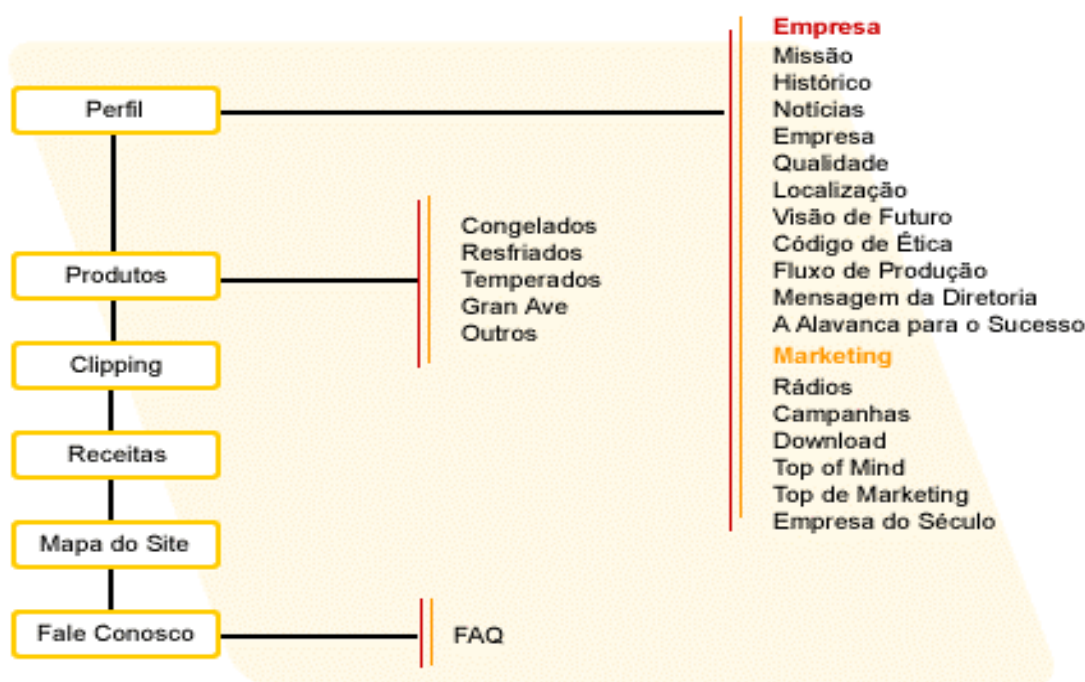 Perfil
Produtos
Clipping
Receitas
Mapa do Site
Fale Conosco
Congelados
Resfriados
Temperados
Gran Ave
Outros
FAQ
Empresa
Missão
Histórico
Notícias
Empresa
Qualidade
Localização
Visão de Futuro
Código de Ética
Fluxo de Produção
Mensagem da Diretoria
A Alavanca para o Sucesso
Marketing
Rádios
Campanhas
Download
Top of Mind
Top de Marketing
Empresa do Século